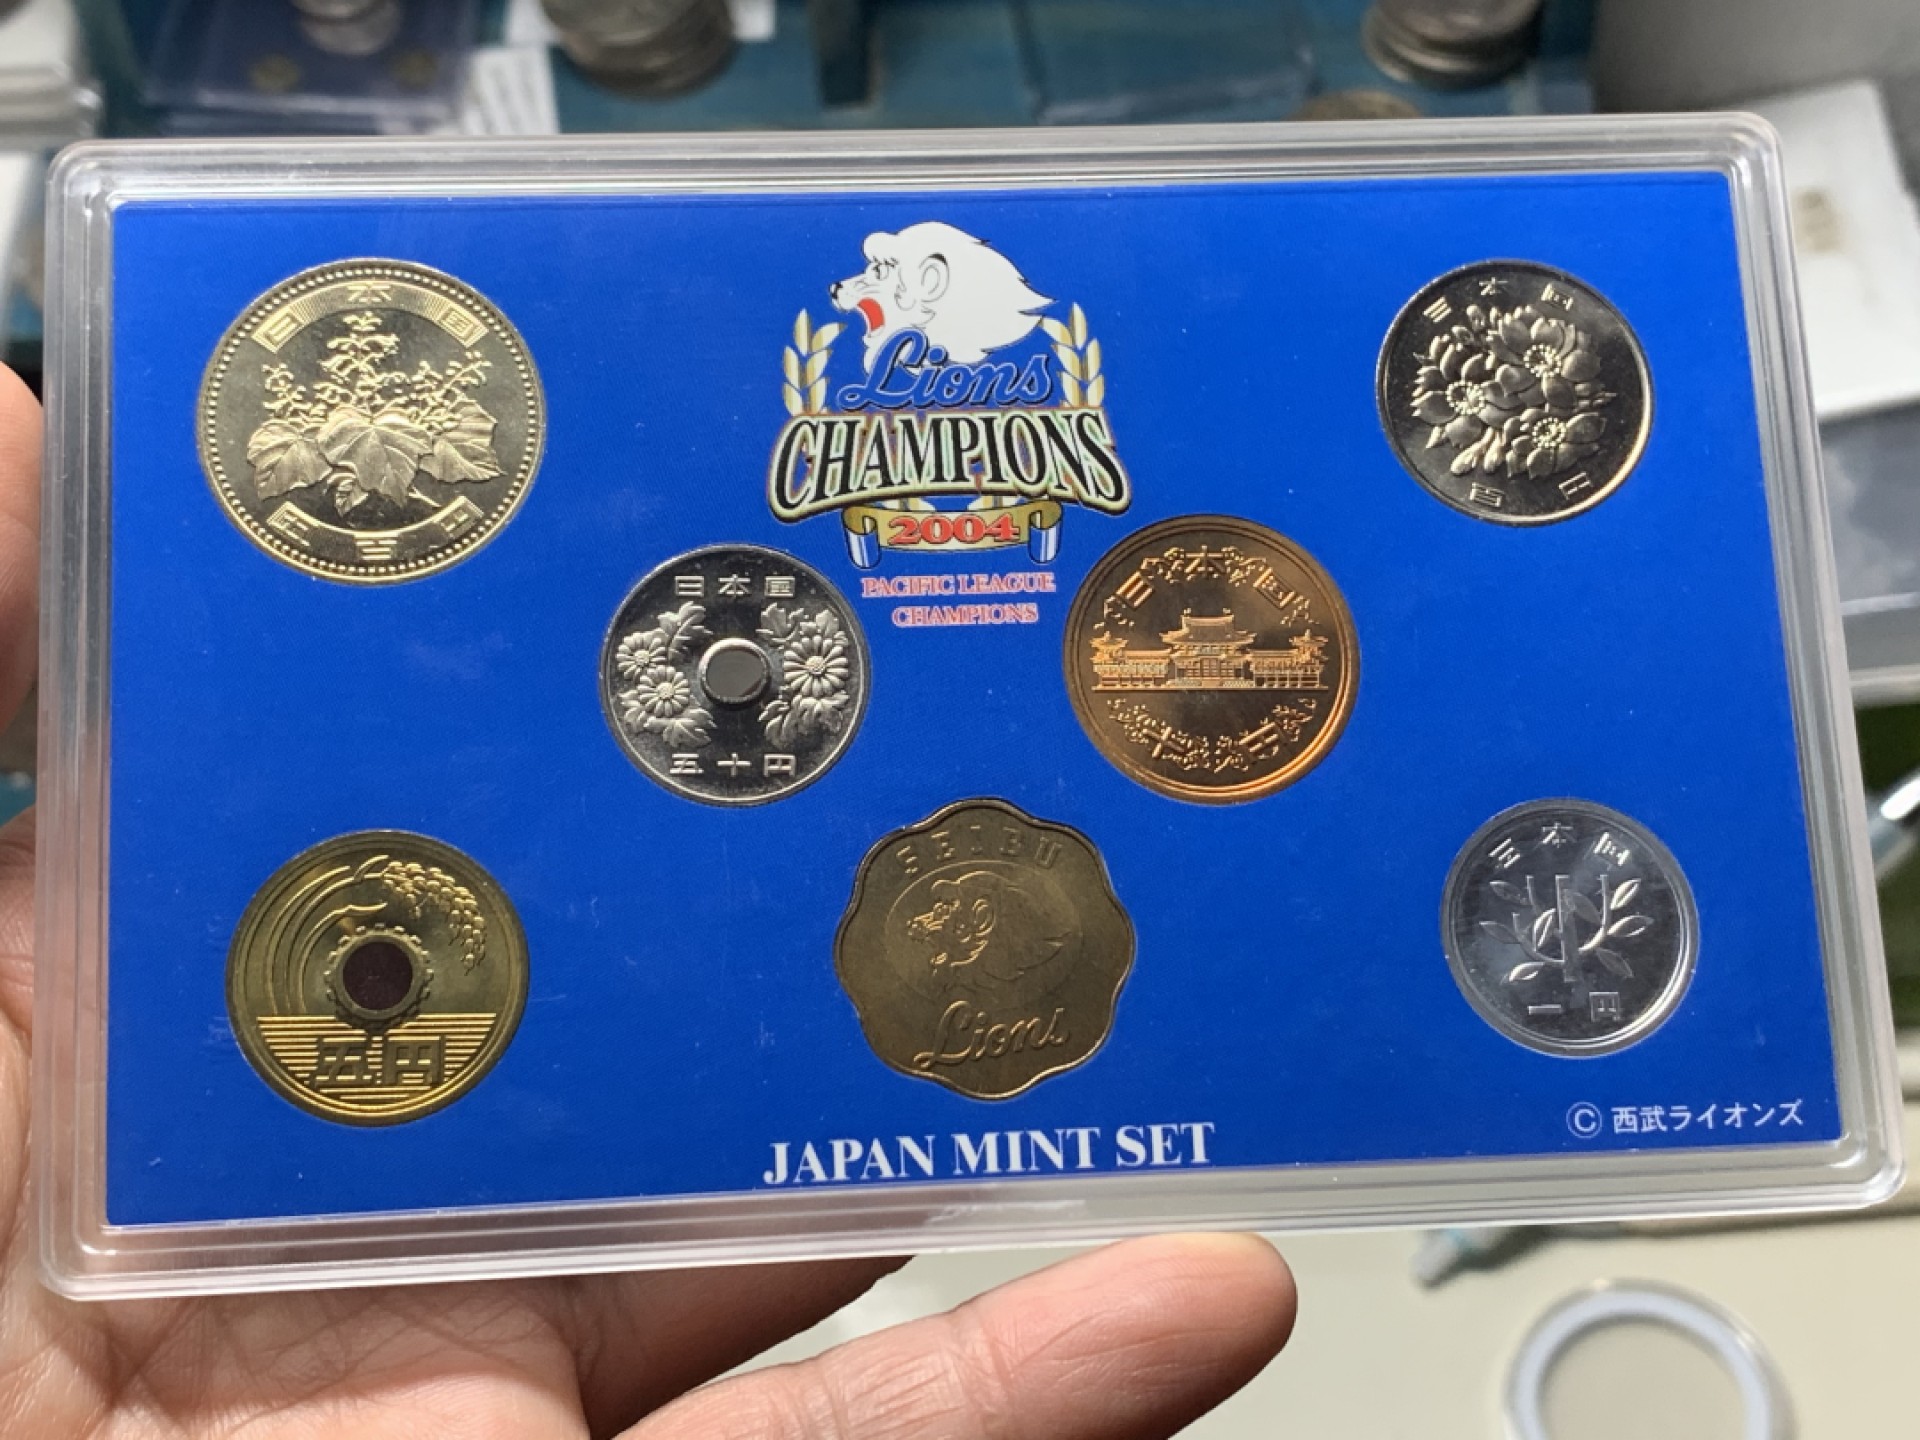 Lions
CHAMPIONS
2004
PACIFIC LEAGUE
CHAMPIONS
日本国
五百円
日本国
百円
日本国
五十円
日本国
十円
五円
SEIBU
Lions
日本国
一円
© 西武ライオンズ
JAPAN MINT SET